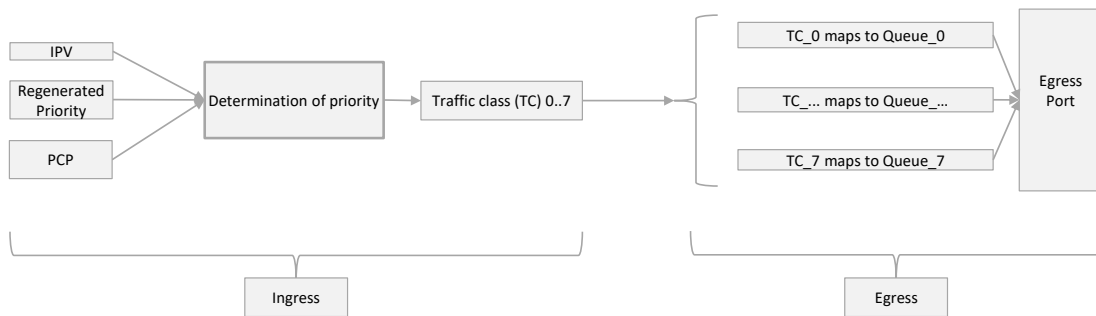 IPV
Regenerated
Priority
PCP
Determination of priority
Traffic class (TC) 0..7
TC_0 maps to Queue_0
TC_... maps to Queue_...
TC_7 maps to Queue_7
Egress
Port
Ingress
Egress